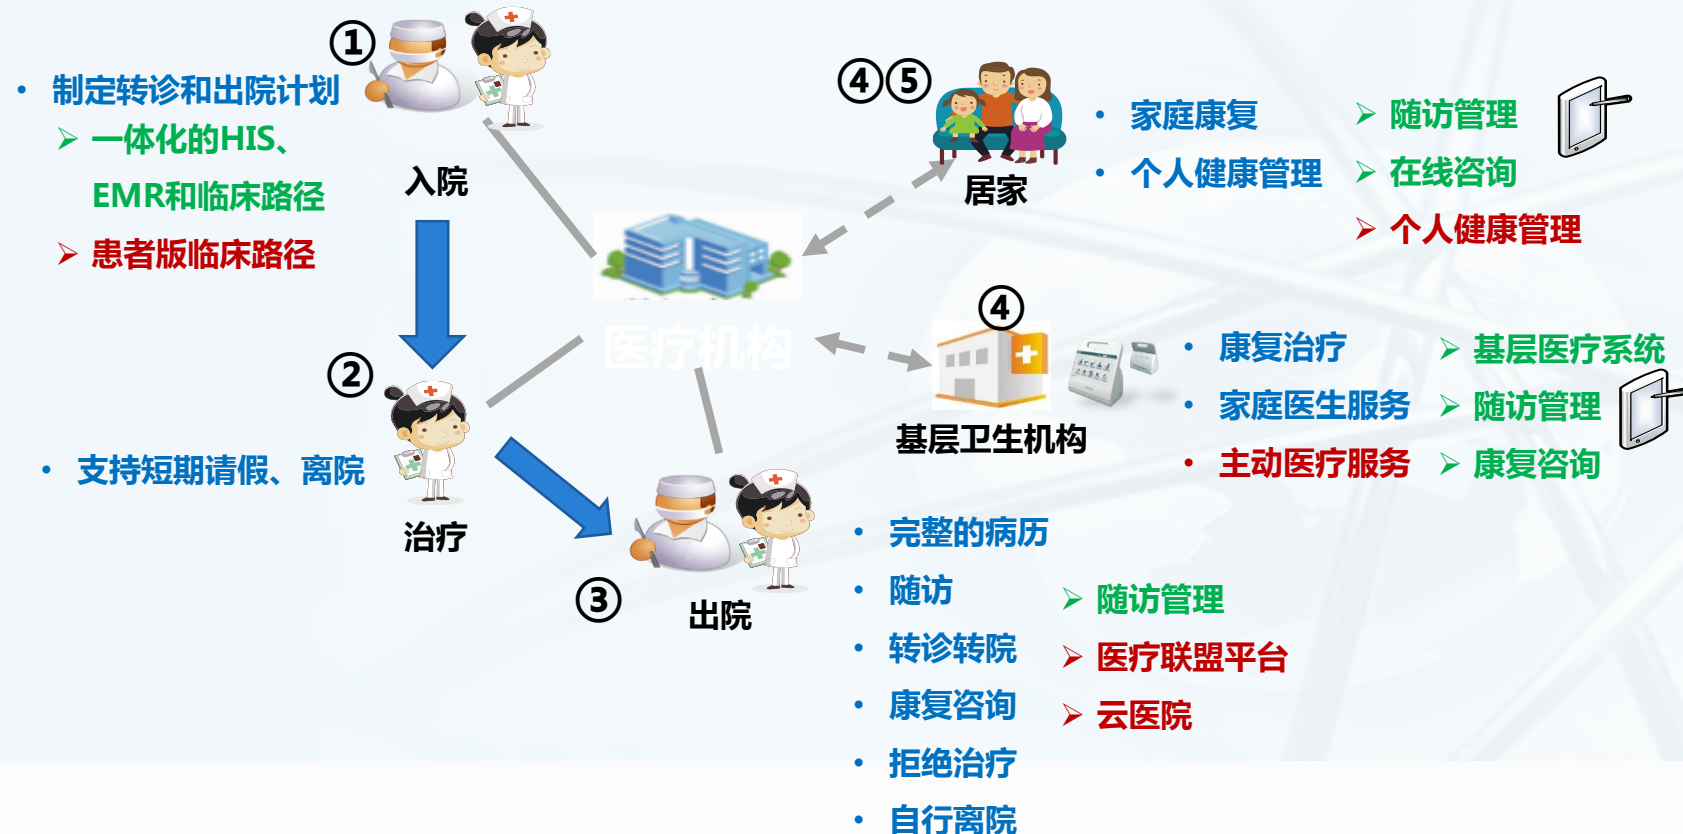 ①
• 制定转诊和出院计划
➢ 一体化的HIS、
EMR和临床路径
➢ 患者版临床路径
入院
②
• 支持短期请假、离院
治疗
医疗机构
③
出院
• 完整的病历
• 随访
• 转诊转院
• 康复咨询
• 拒绝治疗
• 自行离院
➢ 随访管理
➢ 医疗联盟平台
➢ 云医院
④⑤
居家
• 家庭康复
• 个人健康管理
➢ 随访管理
➢ 在线咨询
➢ 个人健康管理
④
基层卫生机构
• 康复治疗
• 家庭医生服务
• 主动医疗服务
➢ 基层医疗系统
➢ 随访管理
➢ 康复咨询